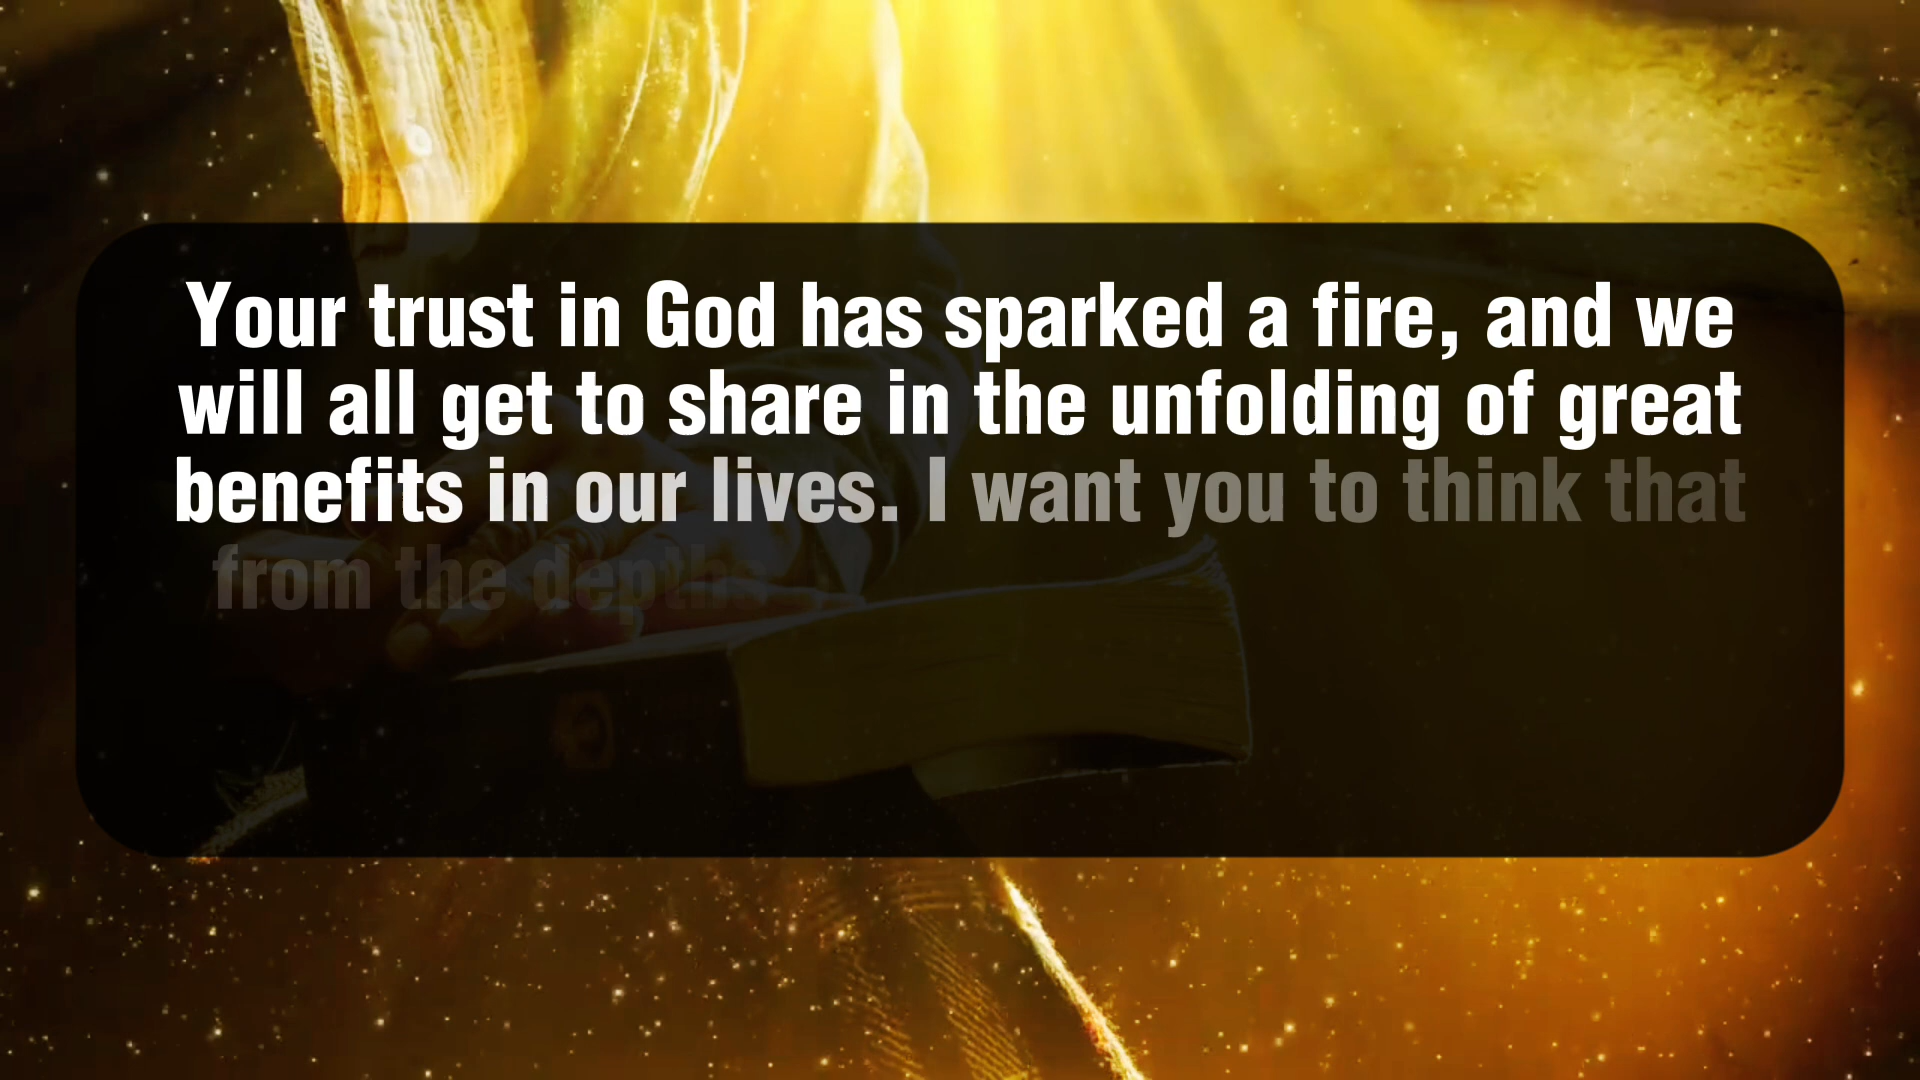 Your trust in God has sparked a fire, and we
will all get to share in the unfolding of great
benefits in our lives. I want you to think that
from the depths